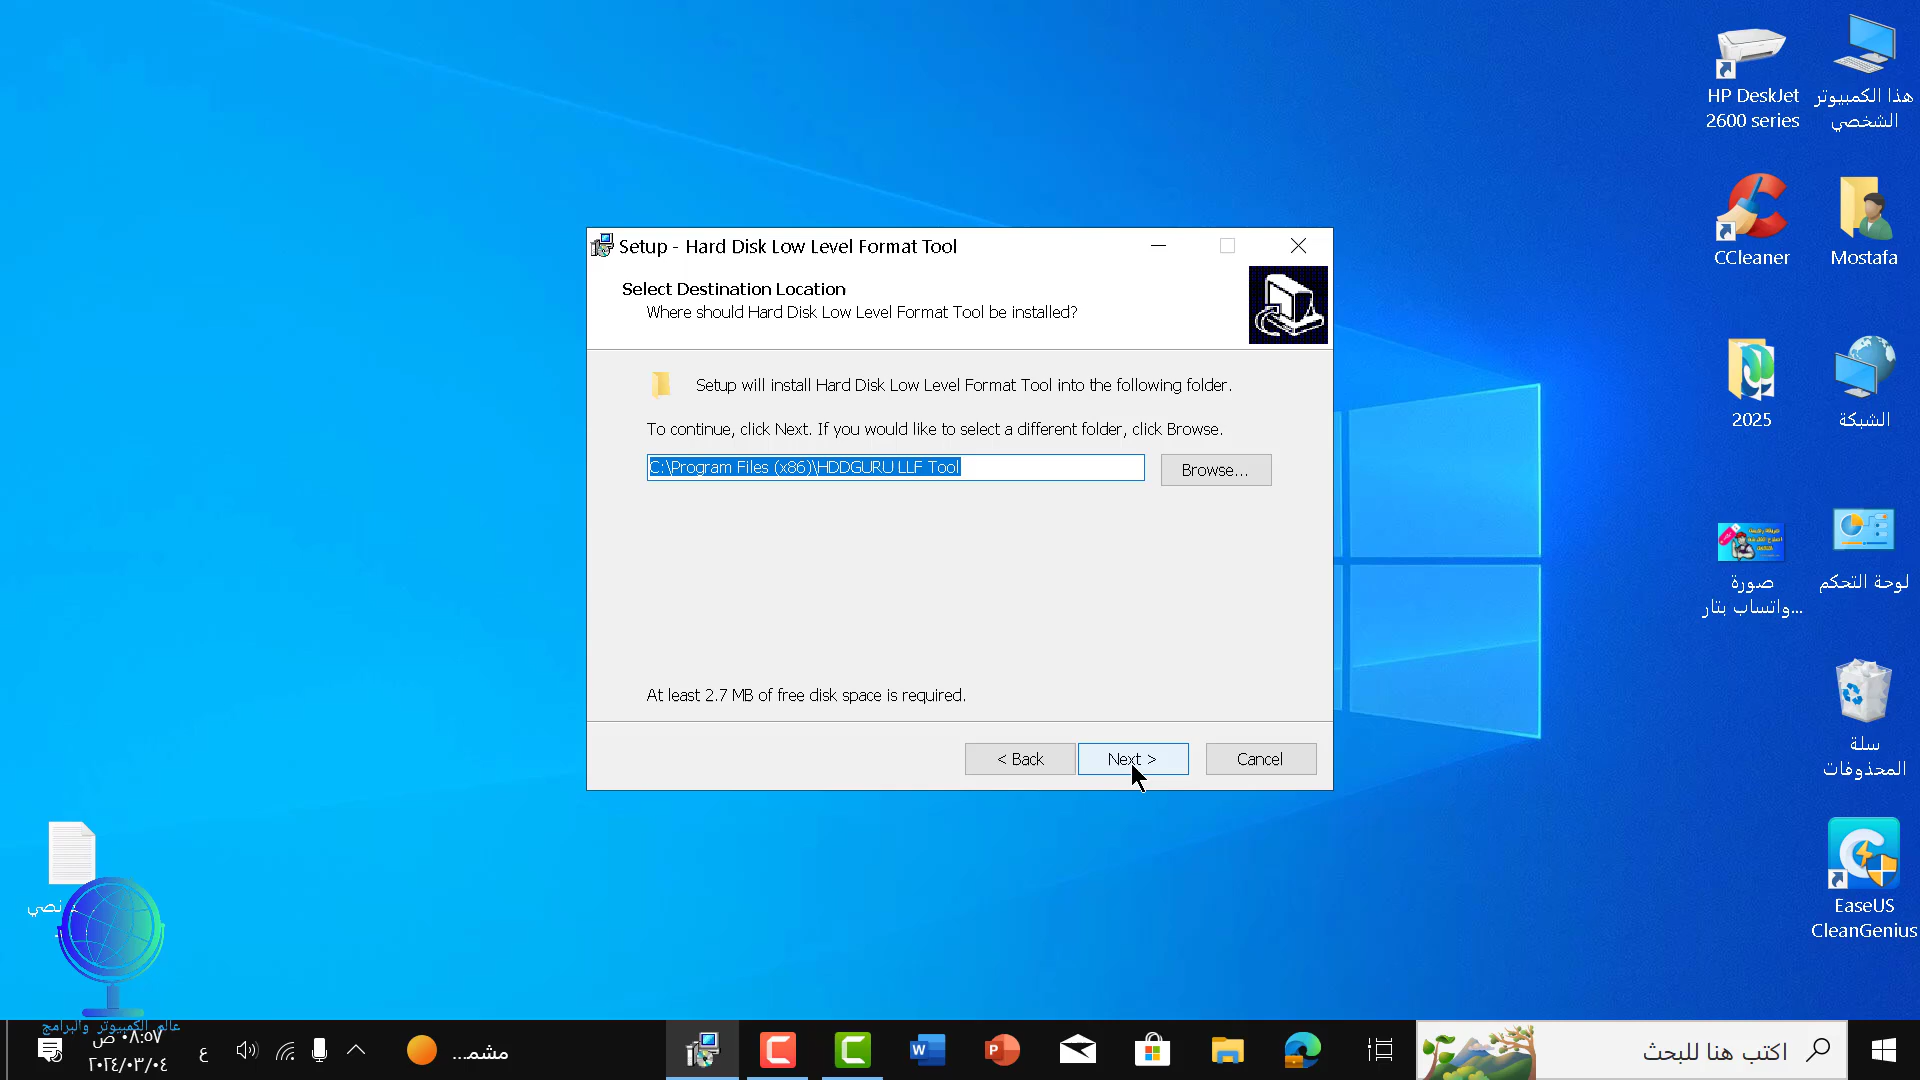 HP DeskJet
2600 series
هذا الكمبيوتر
الشخصي
CCleaner
Mostafa
2025
الشبكة
صورة
واتساب بتار...
لوحة التحكم
سلة
المحذوفات
EaseUS
CleanGenius
Setup - Hard Disk Low Level Format Tool
Select Destination Location
Where should Hard Disk Low Level Format Tool be installed?
Setup will install Hard Disk Low Level Format Tool into the following folder.
To continue, click Next. If you would like to select a different folder, click Browse.
C:\Program Files (x86)\HDDGURU LLF Tool
Browse...
At least 2.7 MB of free disk space is required.
< Back
Next >
Cancel
نصي
عالم الكمبيوتر والبرامج
٠٨:٥٧ ص
٢٠٢٤/٠٣/٠٤
ع
مشمـ...
اكتب هنا للبحث